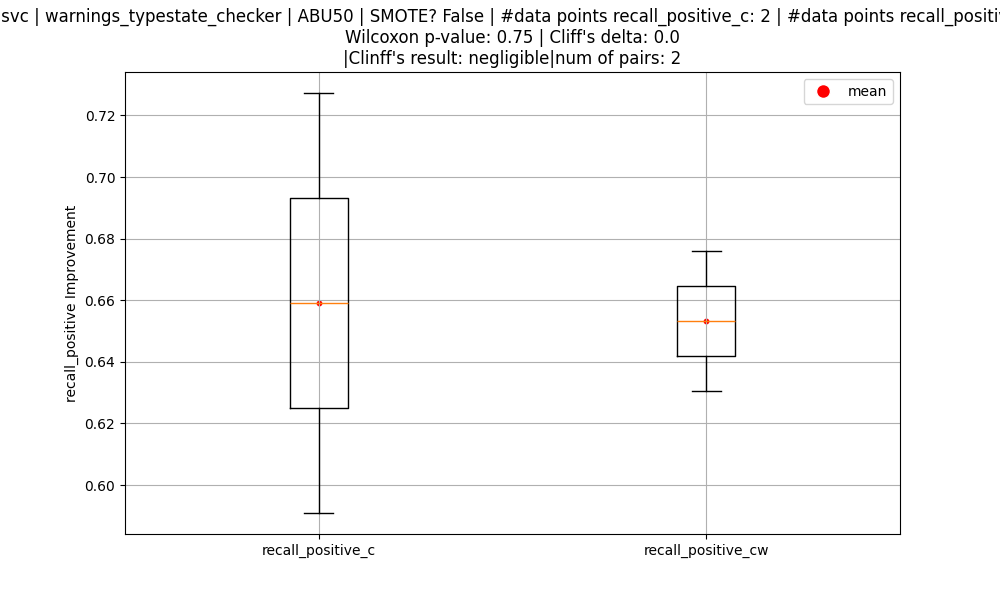 svc | warnings_typestate_checker | ABU50 | SMOTE? False | #data points recall_positive_c: 2 | #data points
Wilcoxon p-value: 0.75 | Cliff's delta: 0.0
|Clinff's result: negligible|num of pairs: 2
mean
0.72
0.70
0.68
0.66
0.64
0.62
0.60
recall_positive Improvement
recall_positive_c
recall_positive_cw